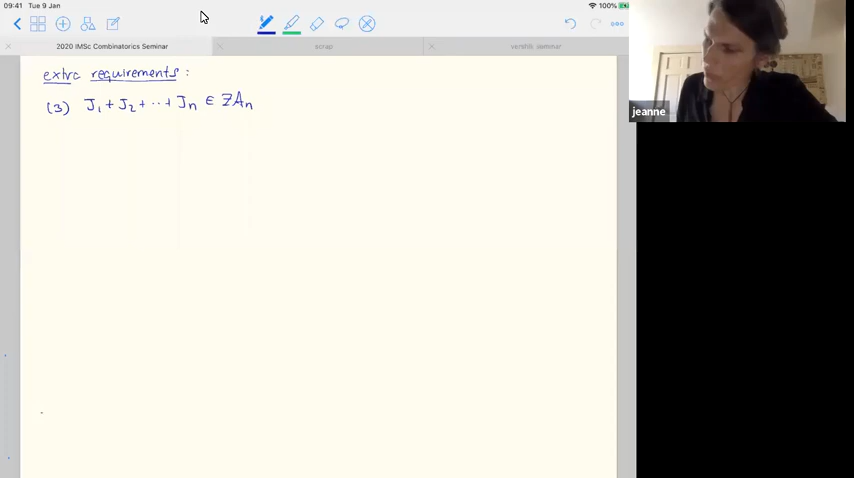 09:41 Tue 9 Jan
100%
2020 IMSc Combinatorics Seminar
scrap
vershik seminar
extra requirements :
(3) J₁ + J₂ + ·· + Jₙ ∈ ZAₙ
jeanne